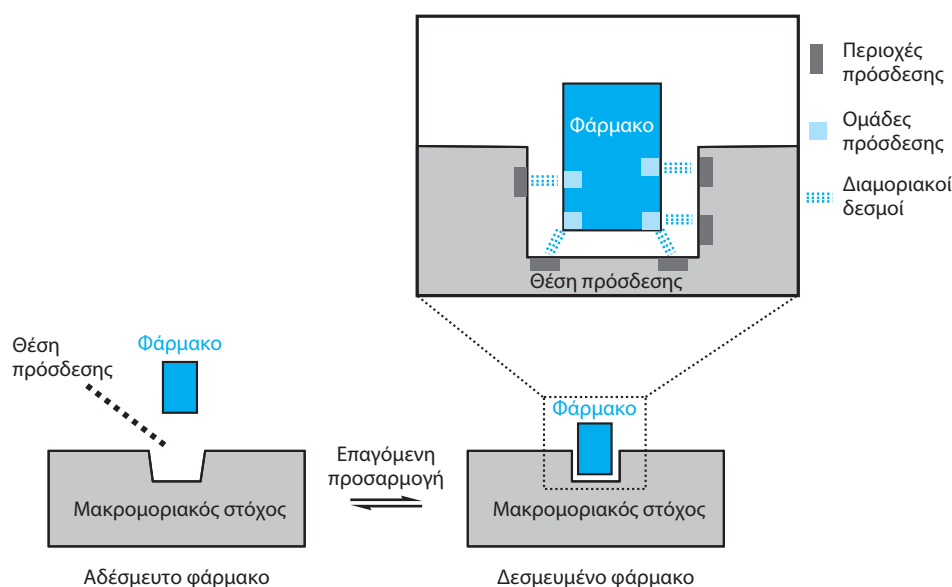 Περιοχές
πρόσδεσης
Φάρμακο
Ομάδες
πρόσδεσης
Διαμοριακοί
δεσμοί
Θέση πρόσδεσης
Θέση
πρόσδεσης
Φάρμακο
Φάρμακο
Επαγόμενη
προσαρμογή
Μακρομοριακός στόχος
Μακρομοριακός στόχος
Αδέσμευτο φάρμακο
Δεσμευμένο φάρμακο